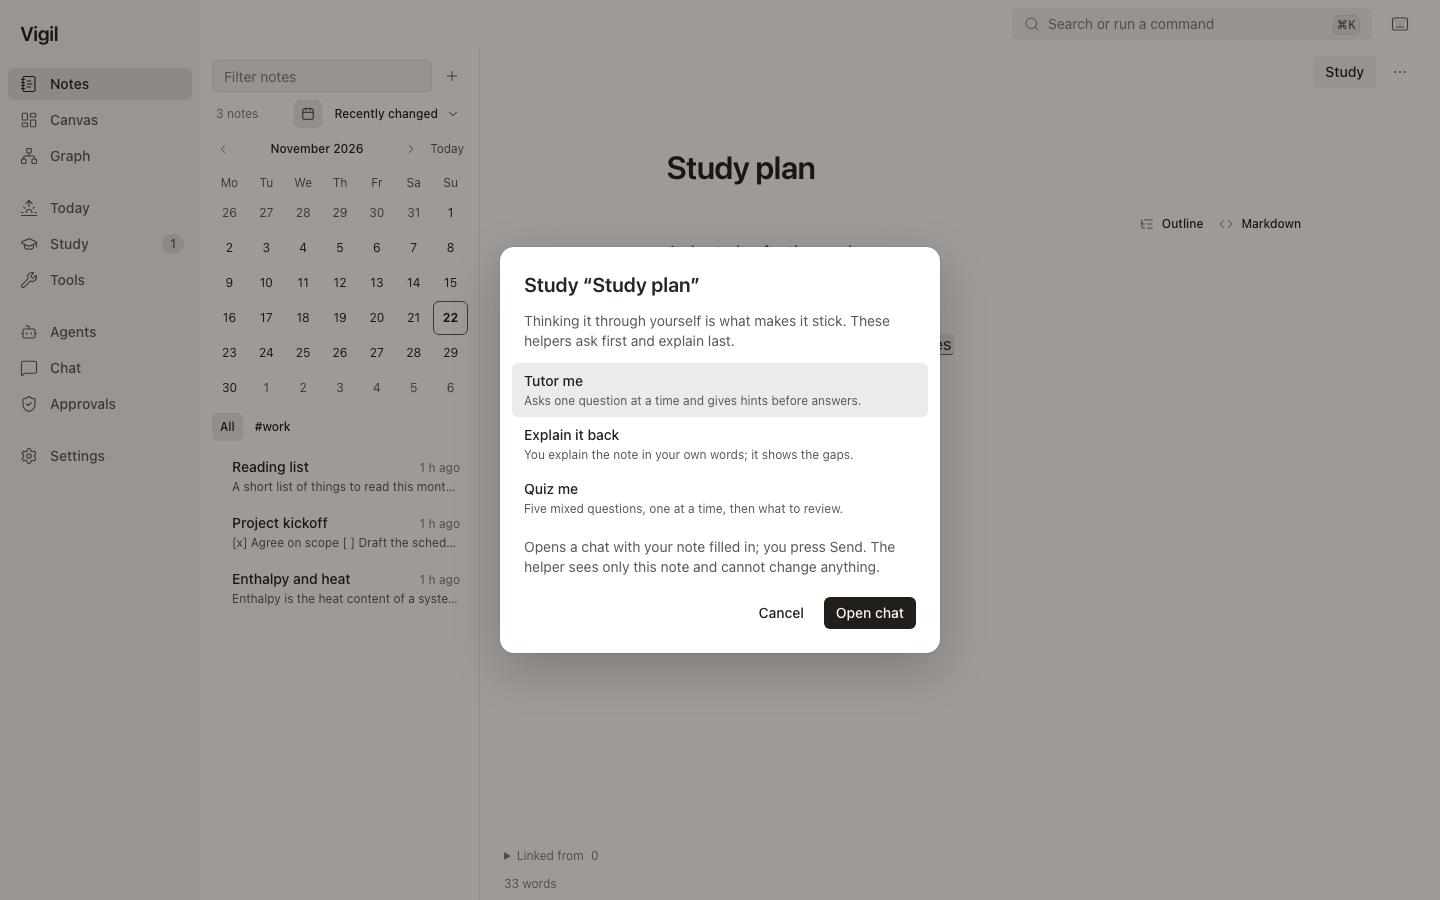 Vigil
Search or run a command
⌘K
Notes
Canvas
Graph
Today
Study
1
Tools
Agents
Chat
Approvals
Settings
Filter notes
3 notes
Recently changed
November 2026
Today
Mo Tu We Th Fr Sa Su
26 27 28 29 30 31 1
2 3 4 5 6 7 8
9 10 11 12 13 14 15
16 17 18 19 20 21 22
23 24 25 26 27 28 29
30 1 2 3 4 5 6
All
#work
Reading list
1 h ago
A short list of things to read this mont...
Project kickoff
1 h ago
[x] Agree on scope [ ] Draft the sched...
Enthalpy and heat
1 h ago
Enthalpy is the heat content of a syste...
Study
Study plan
Outline
Markdown
Study “Study plan”
Thinking it through yourself is what makes it stick. These
helpers ask first and explain last.
Tutor me
Asks one question at a time and gives hints before answers.
Explain it back
You explain the note in your own words; it shows the gaps.
Quiz me
Five mixed questions, one at a time, then what to review.
Opens a chat with your note filled in; you press Send. The
helper sees only this note and cannot change anything.
Cancel
Open chat
Linked from 0
33 words